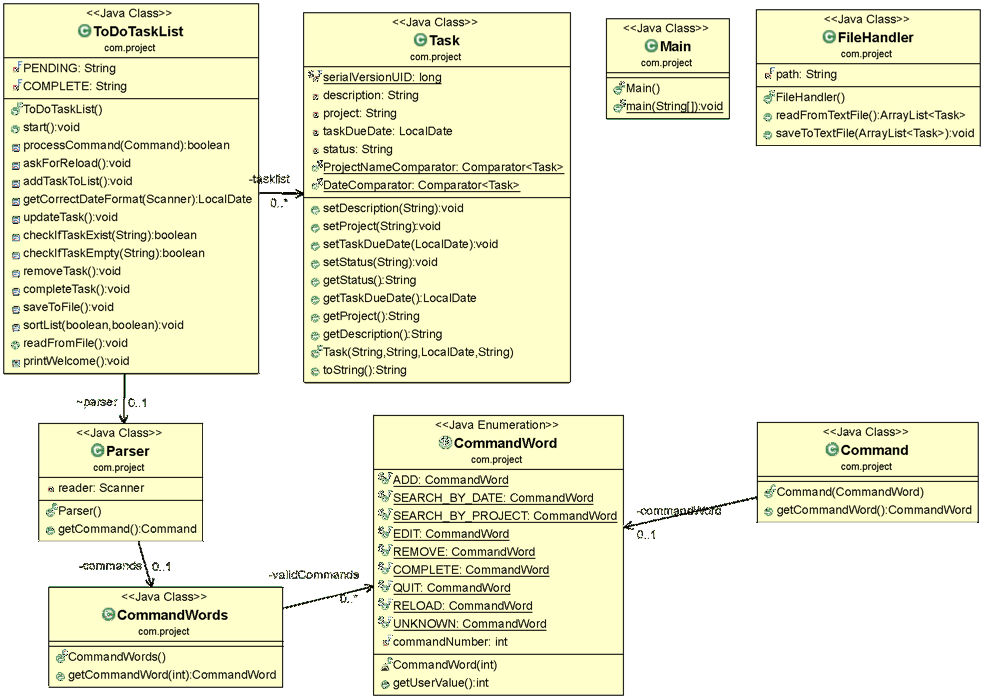 <<Java Class>>
ToDoTaskList
com.project
PENDING: String
COMPLETE: String
ToDoTaskList()
start():void
processCommand(Command):boolean
askForReload():void
addTaskToList():void
getCorrectDateFormat(Scanner):LocalDate
updateTask():void
checkIfTaskExist(String):boolean
checkIfTaskEmpty(String):boolean
removeTask():void
completeTask():void
saveToFile():void
sortList(boolean,boolean):void
readFromFile():void
printWelcome():void
-tasklist
0..*
<<Java Class>>
Task
com.project
serialVersionUID: long
description: String
project: String
taskDueDate: LocalDate
status: String
ProjectNameComparator: Comparator<Task>
DateComparator: Comparator<Task>
setDescription(String):void
setProject(String):void
setTaskDueDate(LocalDate):void
setStatus(String):void
getStatus():String
getTaskDueDate():LocalDate
getProject():String
getDescription():String
Task(String,String,LocalDate,String)
toString():String
<<Java Class>>
Main
com.project
Main()
main(String[]):void
<<Java Class>>
FileHandler
com.project
path: String
FileHandler()
readFromTextFile():ArrayList<Task>
saveToTextFile(ArrayList<Task>):void
~parser 0..1
<<Java Class>>
Parser
com.project
reader: Scanner
Parser()
getCommand():Command
-commands 0..1
<<Java Class>>
CommandWords
com.project
CommandWords()
getCommandWord(int):CommandWord
-validCommands
0..*
<<Java Enumeration>>
CommandWord
com.project
ADD: CommandWord
SEARCH_BY_DATE: CommandWord
SEARCH_BY_PROJECT: CommandWord
EDIT: CommandWord
REMOVE: CommandWord
COMPLETE: CommandWord
QUIT: CommandWord
RELOAD: CommandWord
UNKNOWN: CommandWord
commandNumber: int
CommandWord(int)
getUserValue():int
-commandWord
0..1
<<Java Class>>
Command
com.project
Command(CommandWord)
getCommandWord():CommandWord